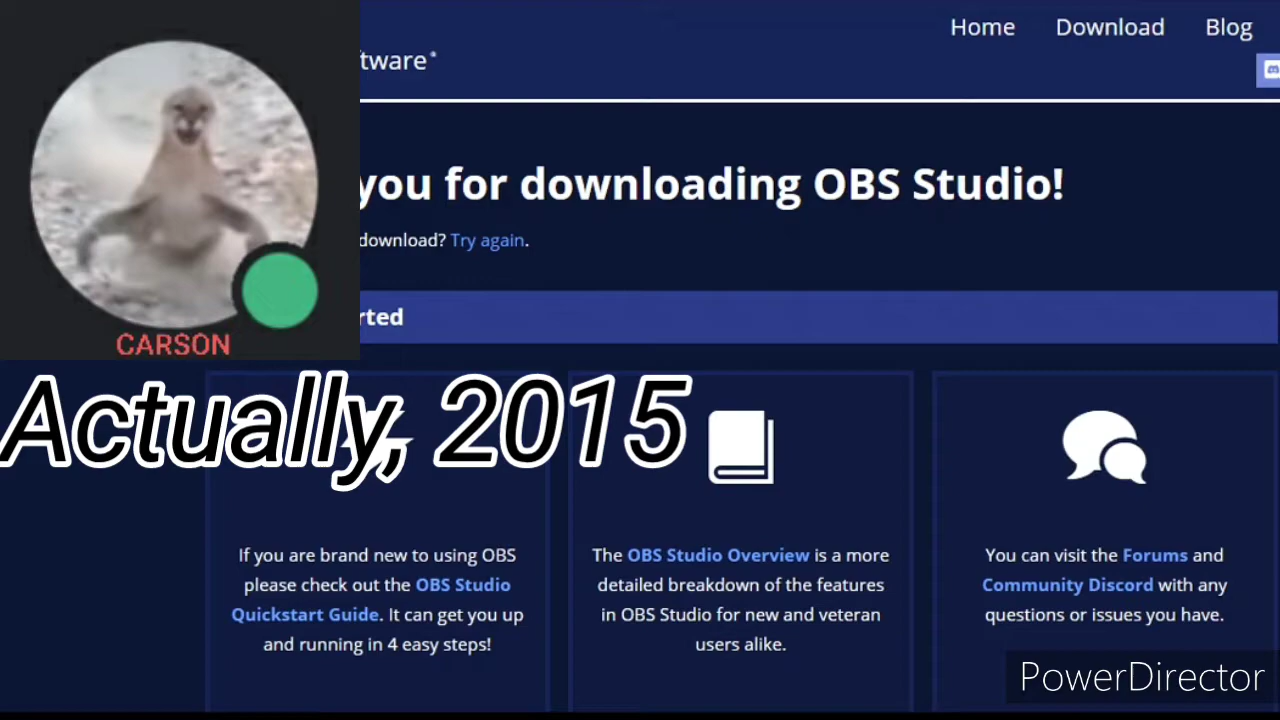 Home Download Blog
tware
you for downloading OBS Studio!
download? Try again.
rted
CARSON
Actually, 2015
If you are brand new to using OBS
please check out the OBS Studio
Quickstart Guide. It can get you up
and running in 4 easy steps!
The OBS Studio Overview is a more
detailed breakdown of the features
in OBS Studio for new and veteran
users alike.
You can visit the Forums and
Community Discord with any
questions or issues you have.
PowerDirector